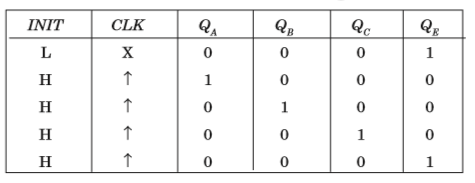 INIT CLK Q_A Q_B Q_C Q_E
L X 0 0 0 1
H ↑ 1 0 0 0
H ↑ 0 1 0 0
H ↑ 0 0 1 0
H ↑ 0 0 0 1